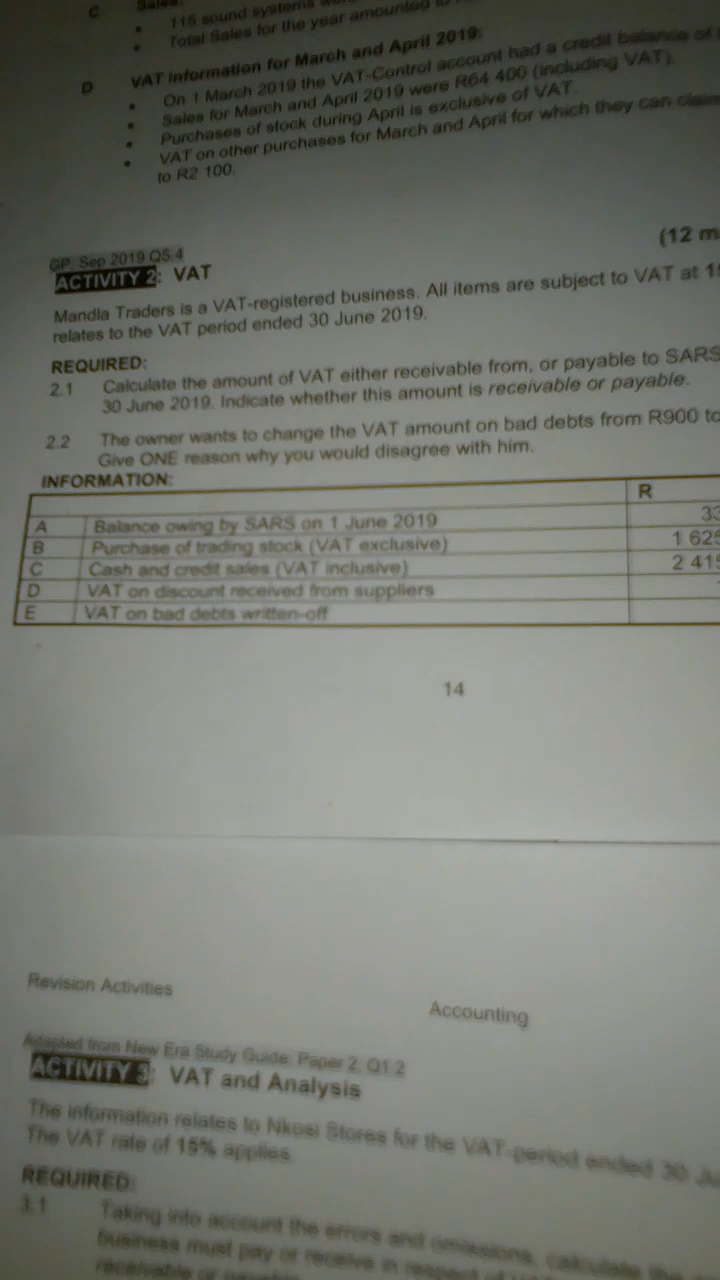 C Sales:
• 115 sound systems
• Total Sales for the year amounted to
D VAT information for March and April 2019:
• On 1 March 2019 the VAT-Control account had a credit balance of
• Sales for March and April 2019 were R64 400 (including VAT).
• Purchases of stock during April is exclusive of VAT.
• VAT on other purchases for March and April for which they can claim
to R2 100.
GP. Sep 2019 Q5.4
(12 m
ACTIVITY 2: VAT
Mandla Traders is a VAT-registered business. All items are subject to VAT at 15
relates to the VAT period ended 30 June 2019.
REQUIRED:
2.1 Calculate the amount of VAT either receivable from, or payable to SARS
30 June 2019. Indicate whether this amount is receivable or payable.
2.2 The owner wants to change the VAT amount on bad debts from R900 to
Give ONE reason why you would disagree with him.
INFORMATION:
R
A Balance owing by SARS on 1 June 2019 33
B Purchase of trading stock (VAT exclusive) 1 625
C Cash and credit sales (VAT inclusive) 2 415
D VAT on discount received from suppliers
E VAT on bad debts written-off
14
Revision Activities
Accounting
Adapted from New Era Study Guide: Paper 2, Q1.2
ACTIVITY 3: VAT and Analysis
The information relates to Nkosi Stores for the VAT-period ended 30 Ju
The VAT rate of 15% applies.
REQUIRED:
3.1 Taking into account the errors and omissions, calculate the
business must pay or receive in respect of
receivable or payable